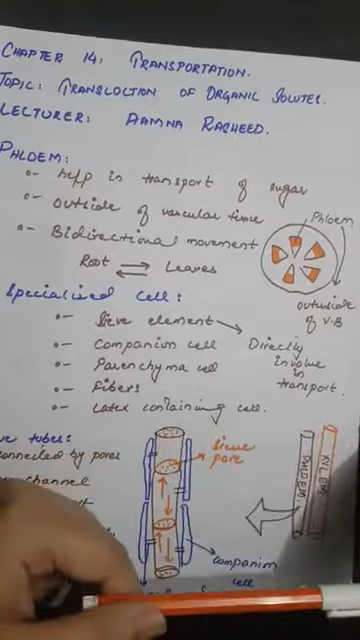 CHAPTER 14: TRANSPORTATION.
TOPIC: TRANSLOCTION OF ORGANIC SOLUTES.
LECTURER: AAMNA RASHEED.
PHLOEM:
help in transport of sugar
outside of vascular tissue
Phloem
Bidirectional movement
Root ⇌ Leaves
outerside
of V.B
Specialized cell:
Sieve element
Companion cell
Directly
involve
in
transport.
Parenchyma cell
Fibers
Latex containing cell.
tubes:
connected by pores
channel
Sieve
pore
PHLOEM
XYLEM
Companion
cell